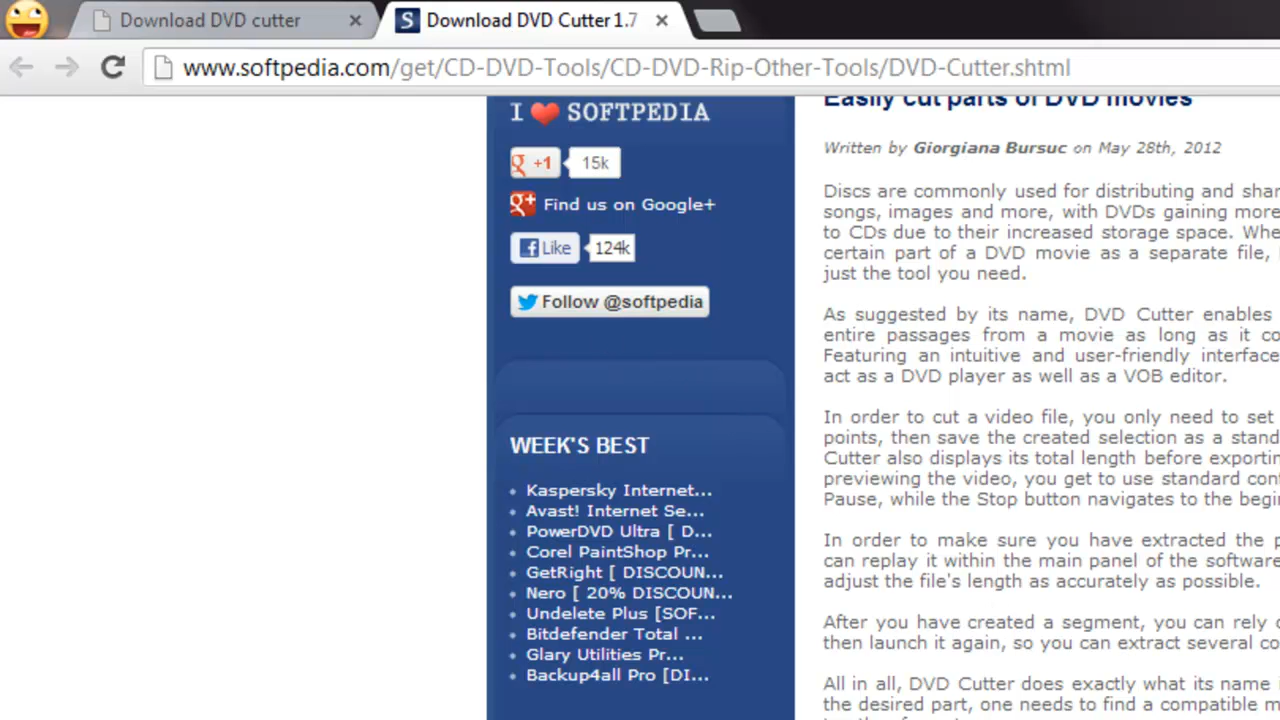 Download DVD cutter
Download DVD Cutter 1.7
www.softpedia.com/get/CD-DVD-Tools/CD-DVD-Rip-Other-Tools/DVD-Cutter.shtml
I SOFTPEDIA
+1 15k
Find us on Google+
Like 124k
Follow @softpedia
WEEK'S BEST
Kaspersky Internet...
Avast! Internet Se...
PowerDVD Ultra [ D...
Corel PaintShop Pr...
GetRight [ DISCOUN...
Nero [ 20% DISCOUN...
Undelete Plus [SOF...
Bitdefender Total ...
Glary Utilities Pr...
Backup4all Pro [DI...
Easily cut parts of DVD movies
Written by Giorgiana Bursuc on May 28th, 2012
Discs are commonly used for distributing and shar
songs, images and more, with DVDs gaining more
to CDs due to their increased storage space. Whe
certain part of a DVD movie as a separate file,
just the tool you need.
As suggested by its name, DVD Cutter enables
entire passages from a movie as long as it co
Featuring an intuitive and user-friendly interface
act as a DVD player as well as a VOB editor.
In order to cut a video file, you only need to set
points, then save the created selection as a stand
Cutter also displays its total length before exportin
previewing the video, you get to use standard cont
Pause, while the Stop button navigates to the begin
In order to make sure you have extracted the p
can replay it within the main panel of the software
adjust the file's length as accurately as possible.
After you have created a segment, you can rely o
then launch it again, so you can extract several co
All in all, DVD Cutter does exactly what its name i
the desired part, one needs to find a compatible m